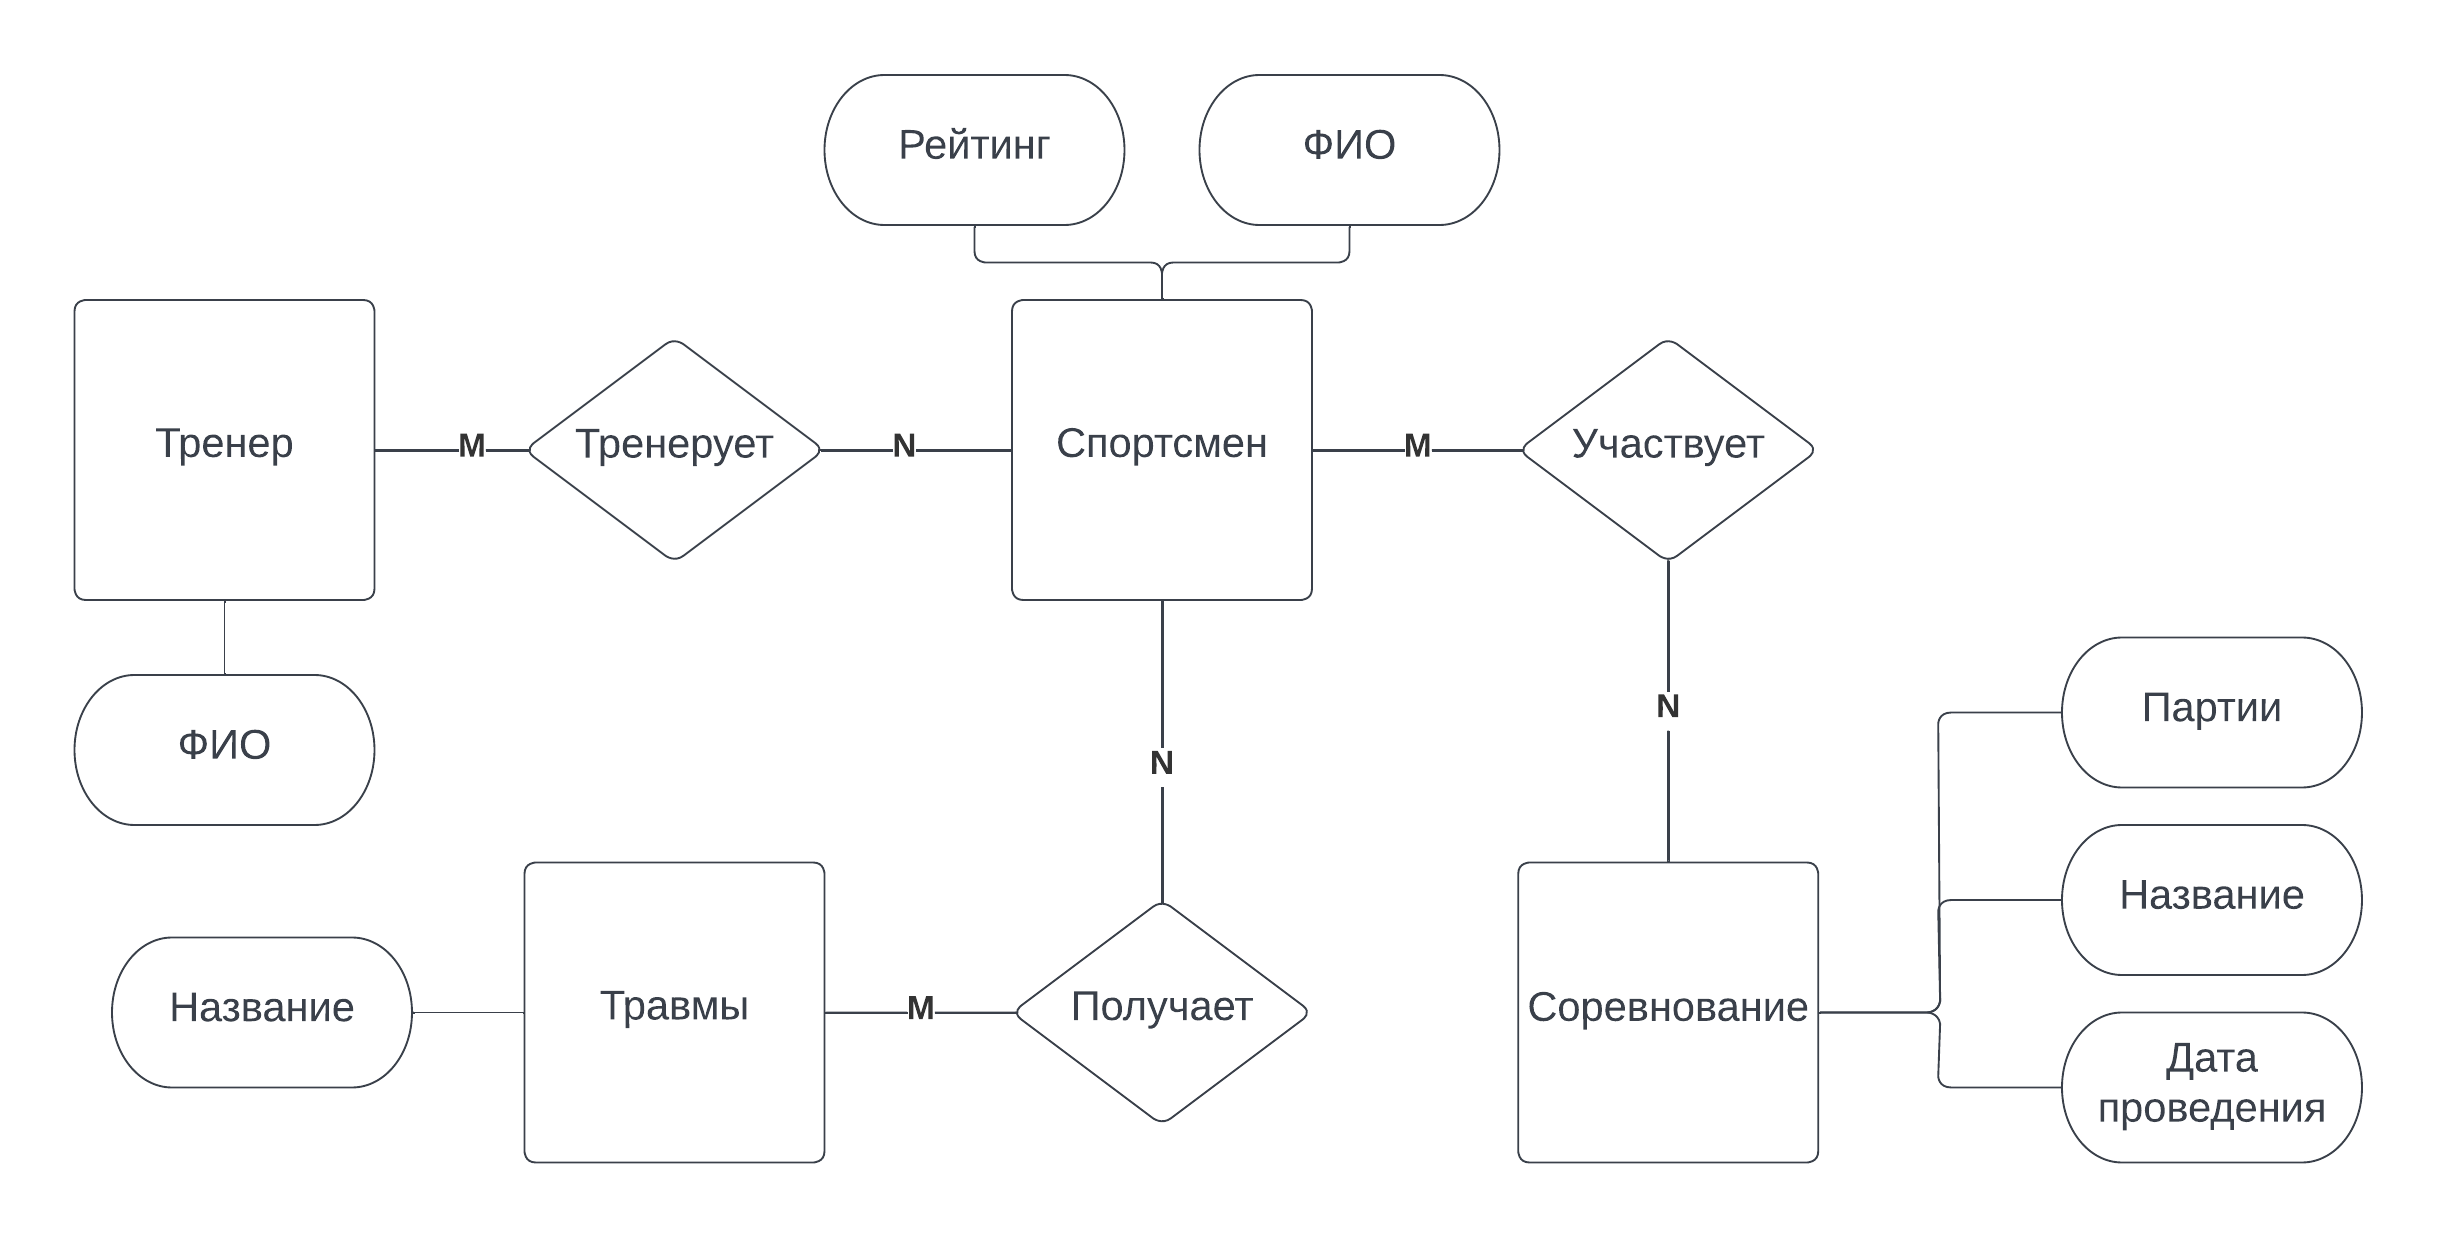 Рейтинг
ФИО
Тренер
M
Тренерует
N
Спортсмен
M
Участвует
ФИО
N
N
Партии
Название
Название
Травмы
M
Получает
Соревнование
Дата
проведения